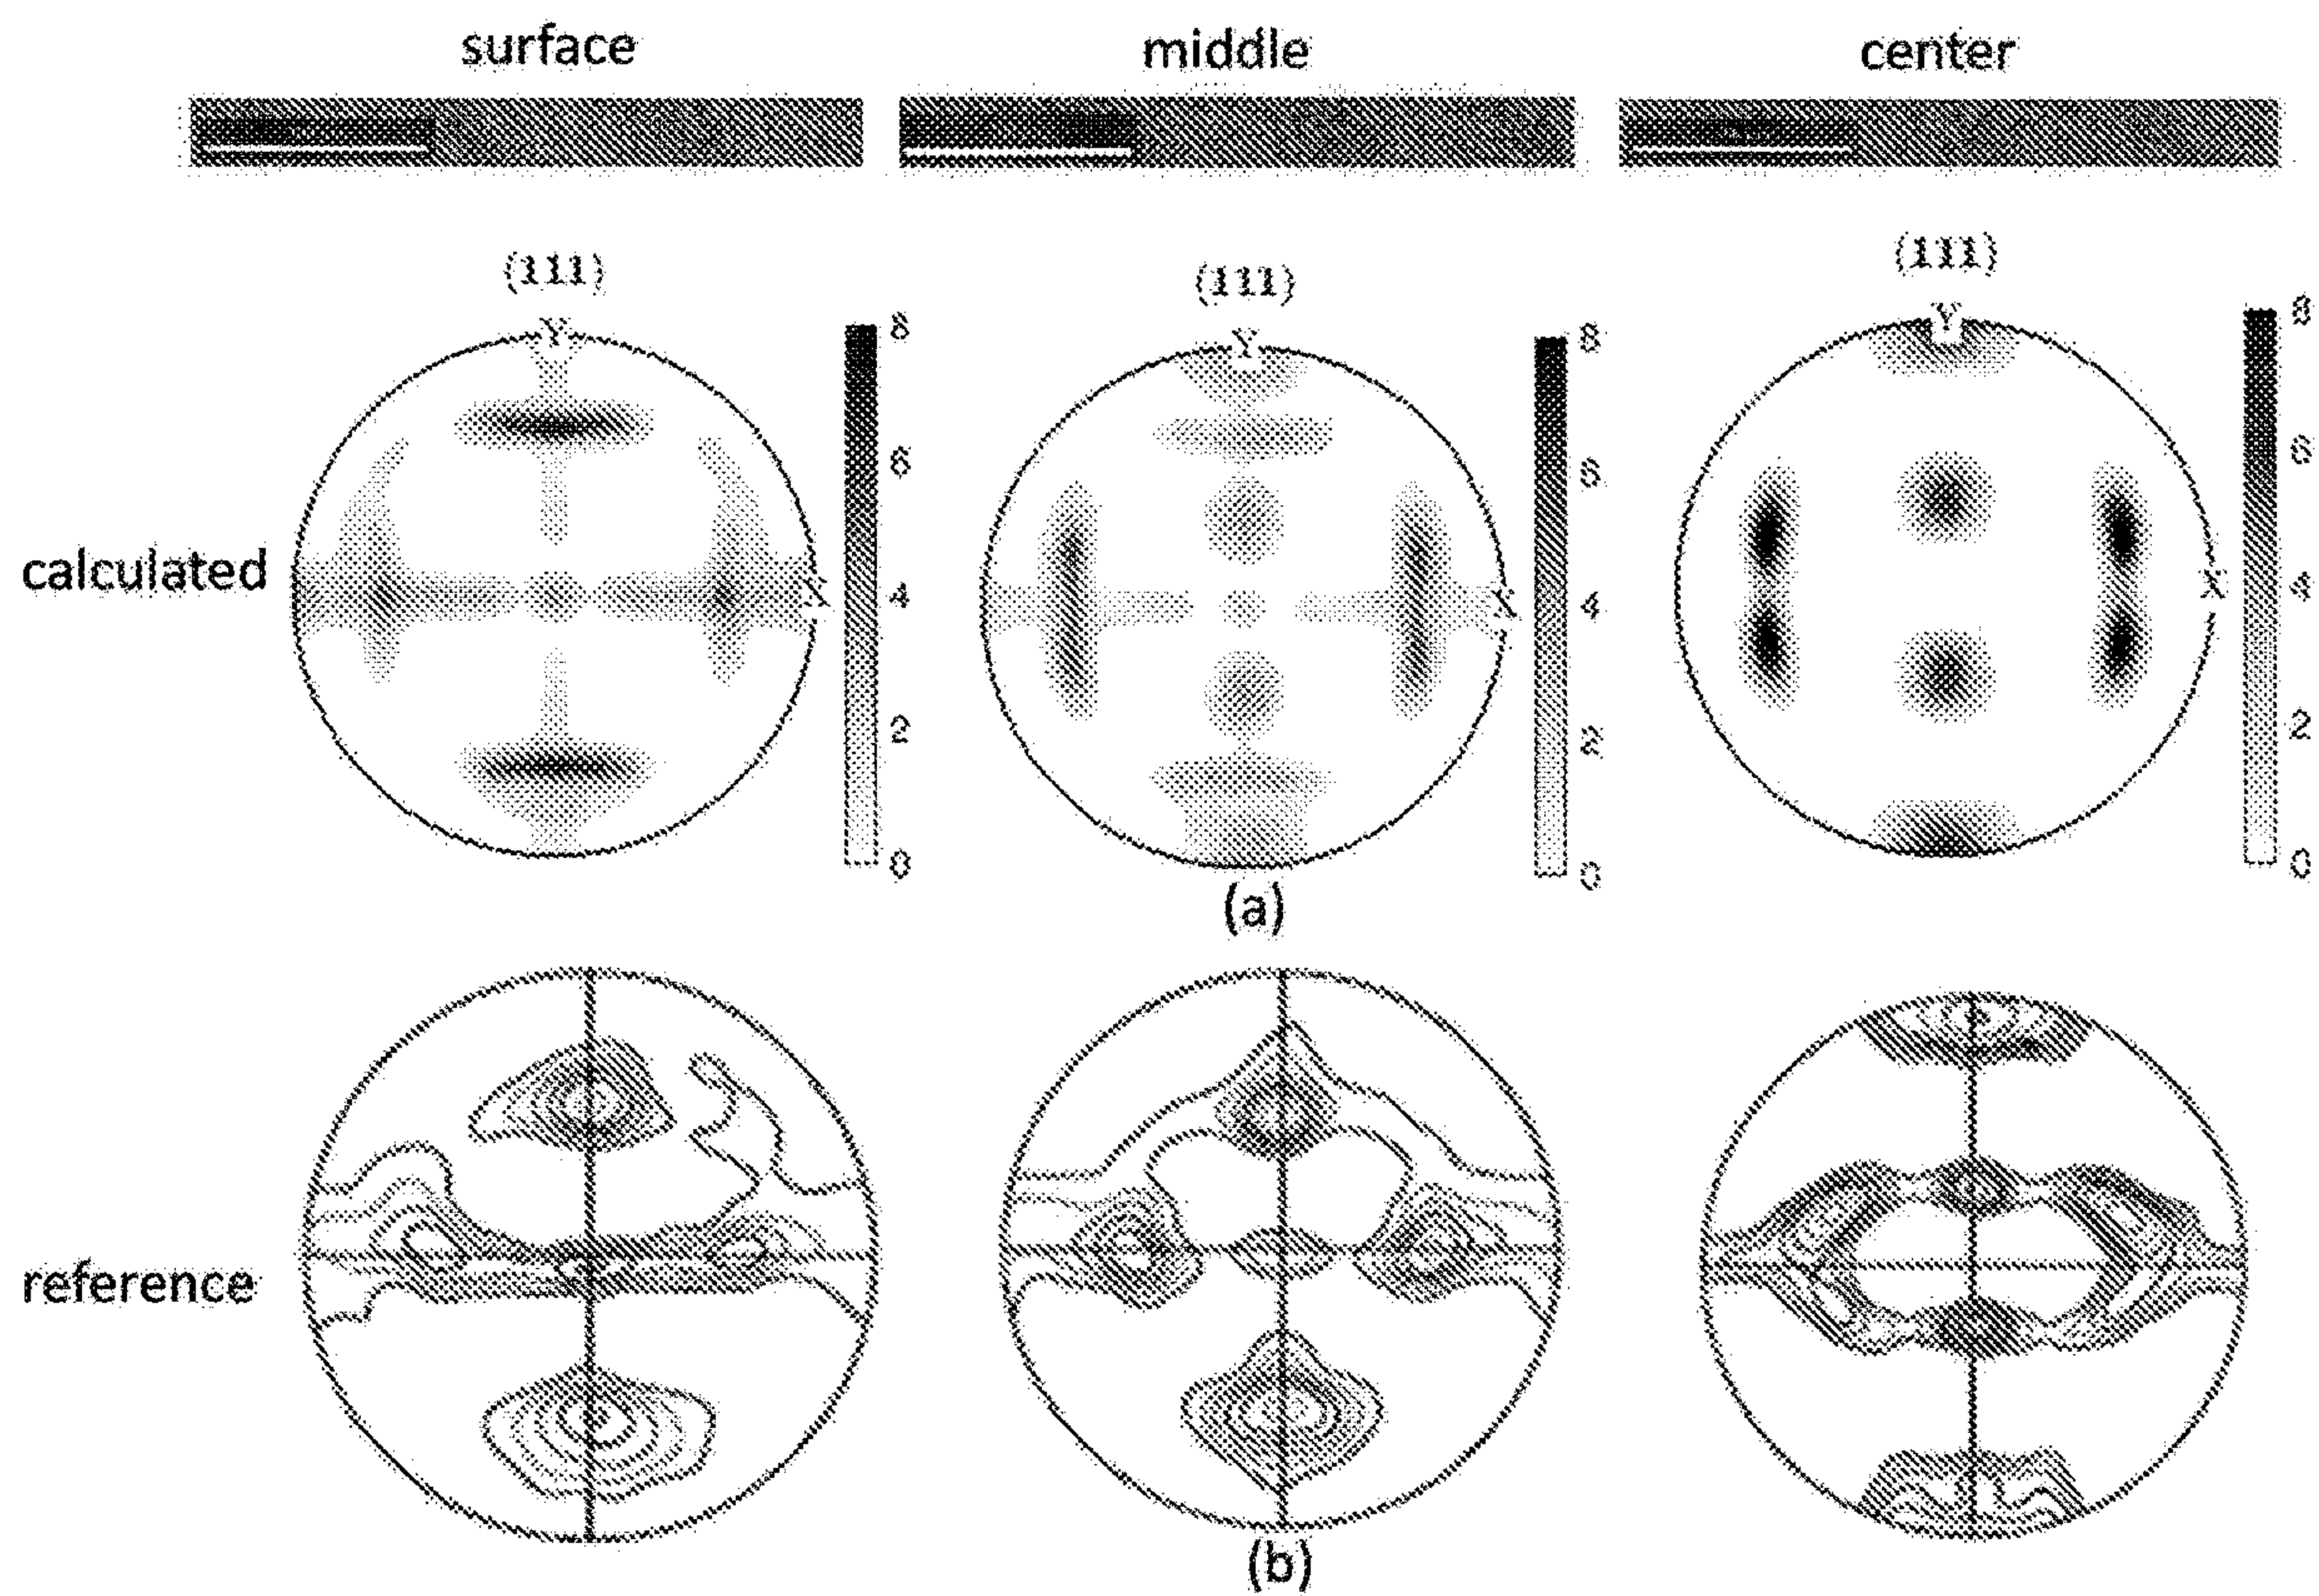 surface middle center
(111) (111) (111)
Y Y Y
8 8 8
6 6 6
calculated X
4 4 4
2 2 2
0 0 0
(a)
reference
(b)